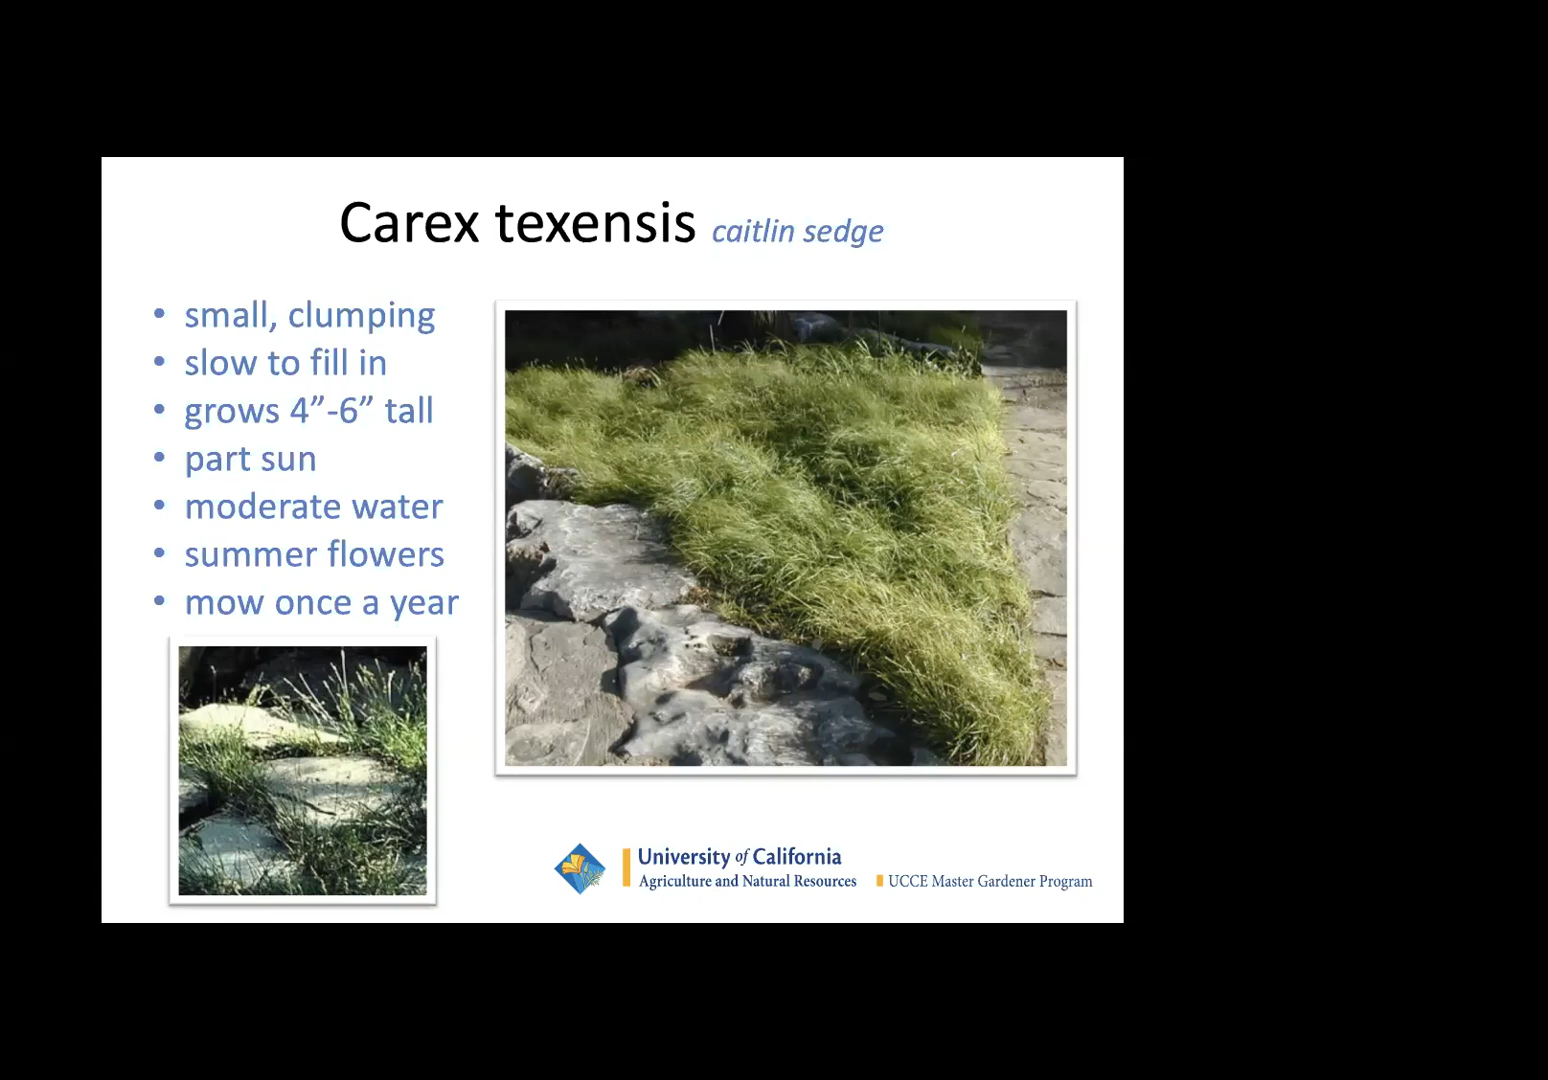 Carex texensis caitlin sedge
• small, clumping
• slow to fill in
• grows 4”-6” tall
• part sun
• moderate water
• summer flowers
• mow once a year
University of California
Agriculture and Natural Resources
UCCE Master Gardener Program